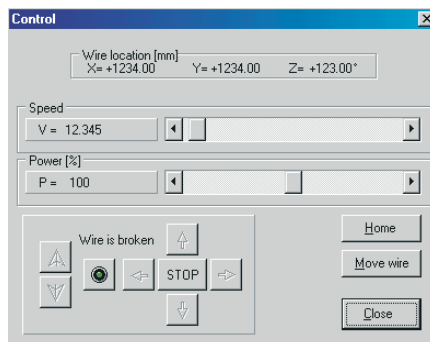 Control
Wire location [mm]
X= +1234.00 Y= +1234.00 Z= +123.00°
Speed
V = 12.345
Power [%]
P = 100
Wire is broken
STOP
Home
Move wire
Close